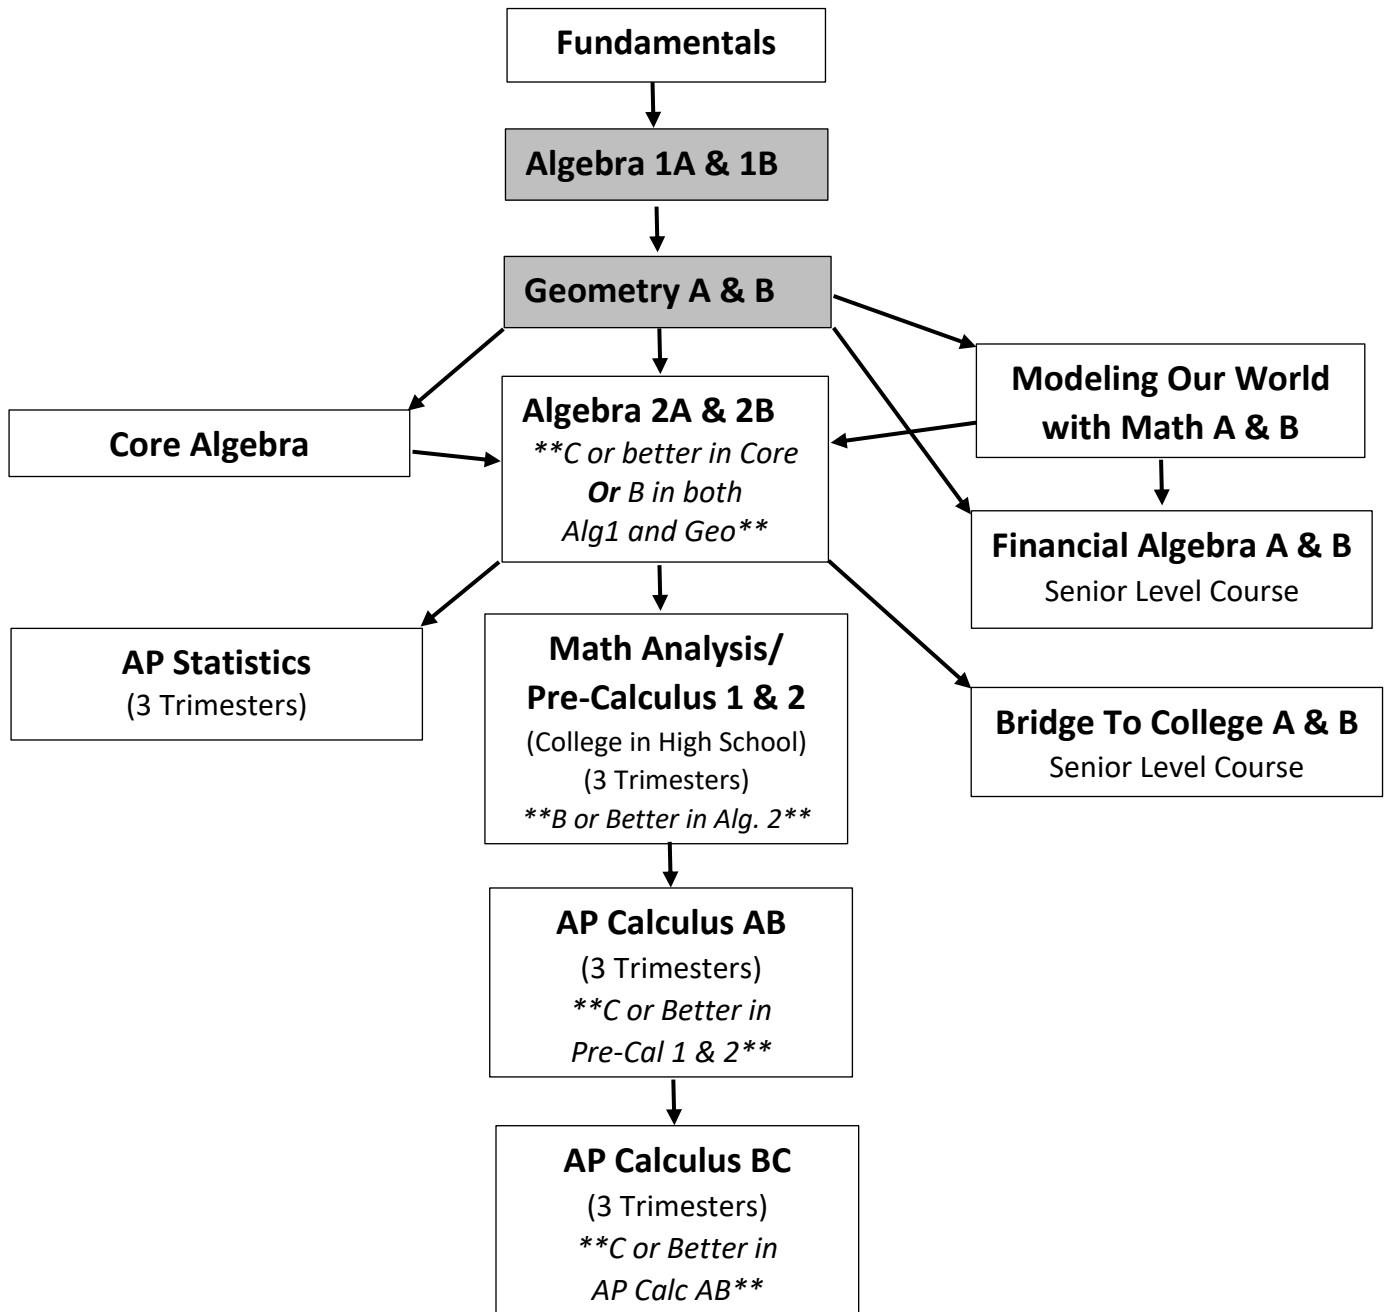 Fundamentals
Algebra 1A & 1B
Geometry A & B
Modeling Our World
with Math A & B
Core Algebra
Algebra 2A & 2B
**C or better in Core
Or B in both
Alg1 and Geo**
Financial Algebra A & B
Senior Level Course
AP Statistics
(3 Trimesters)
Math Analysis/
Pre-Calculus 1 & 2
(College in High School)
(3 Trimesters)
**B or Better in Alg. 2**
Bridge To College A & B
Senior Level Course
AP Calculus AB
(3 Trimesters)
**C or Better in
Pre-Cal 1 & 2**
AP Calculus BC
(3 Trimesters)
**C or Better in
AP Calc AB**